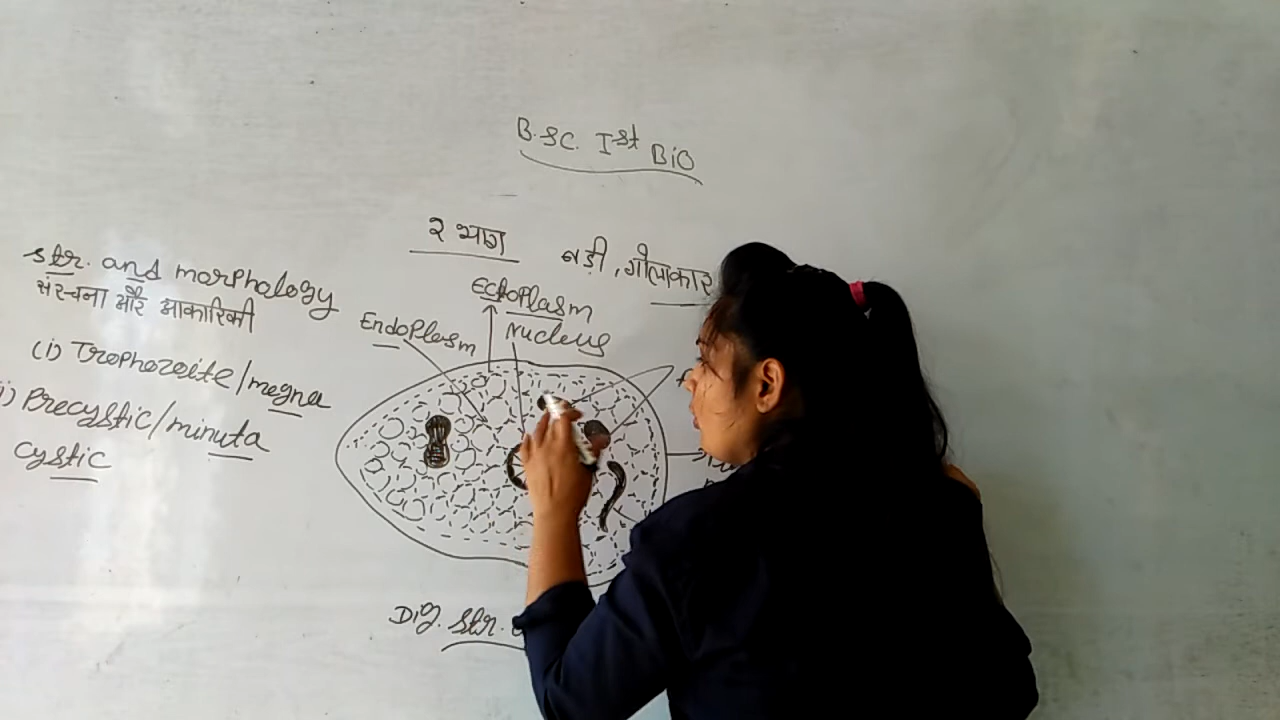 B.SC. Ist BiO
२ भाग
बड़ी, गोलाकार
str. and morphology
संरचना और आकारिकी
(i) Trophozoite/magna
i) Precystic/minuta
cystic
Ectoplasm
Endoplasm
Nucleus
Dig. Str.